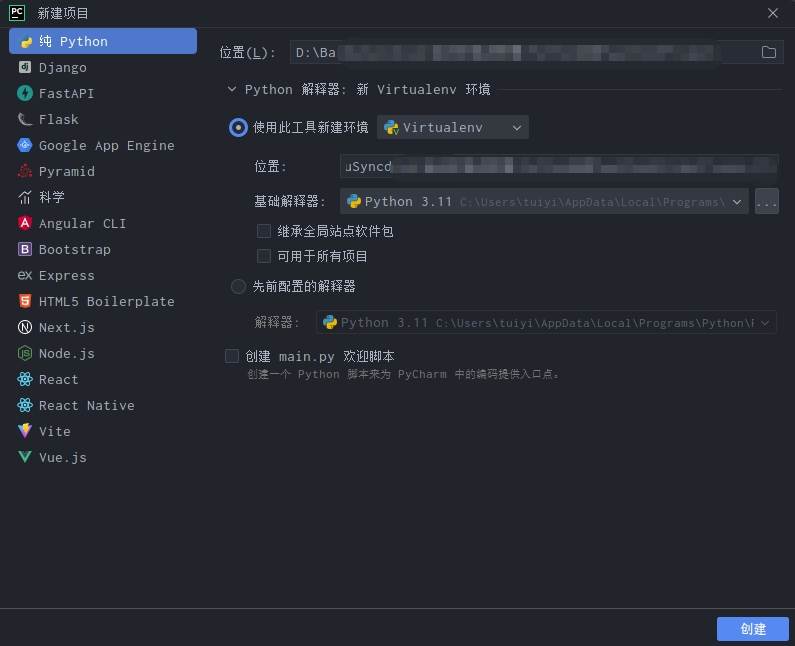 PC 新建项目
纯 Python
Django
FastAPI
Flask
Google App Engine
Pyramid
科学
Angular CLI
Bootstrap
Express
HTML5 Boilerplate
Next.js
Node.js
React
React Native
Vite
Vue.js
位置(L): D:\Ba
Python 解释器: 新 Virtualenv 环境
使用此工具新建环境 Virtualenv
位置: uSyncd
基础解释器: Python 3.11 C:\Users\tuiyi\AppData\Local\Programs\ ...
继承全局站点软件包
可用于所有项目
先前配置的解释器
解释器: Python 3.11 C:\Users\tuiyi\AppData\Local\Programs\Python\
创建 main.py 欢迎脚本
创建一个 Python 脚本来为 PyCharm 中的编码提供入口点。
创建